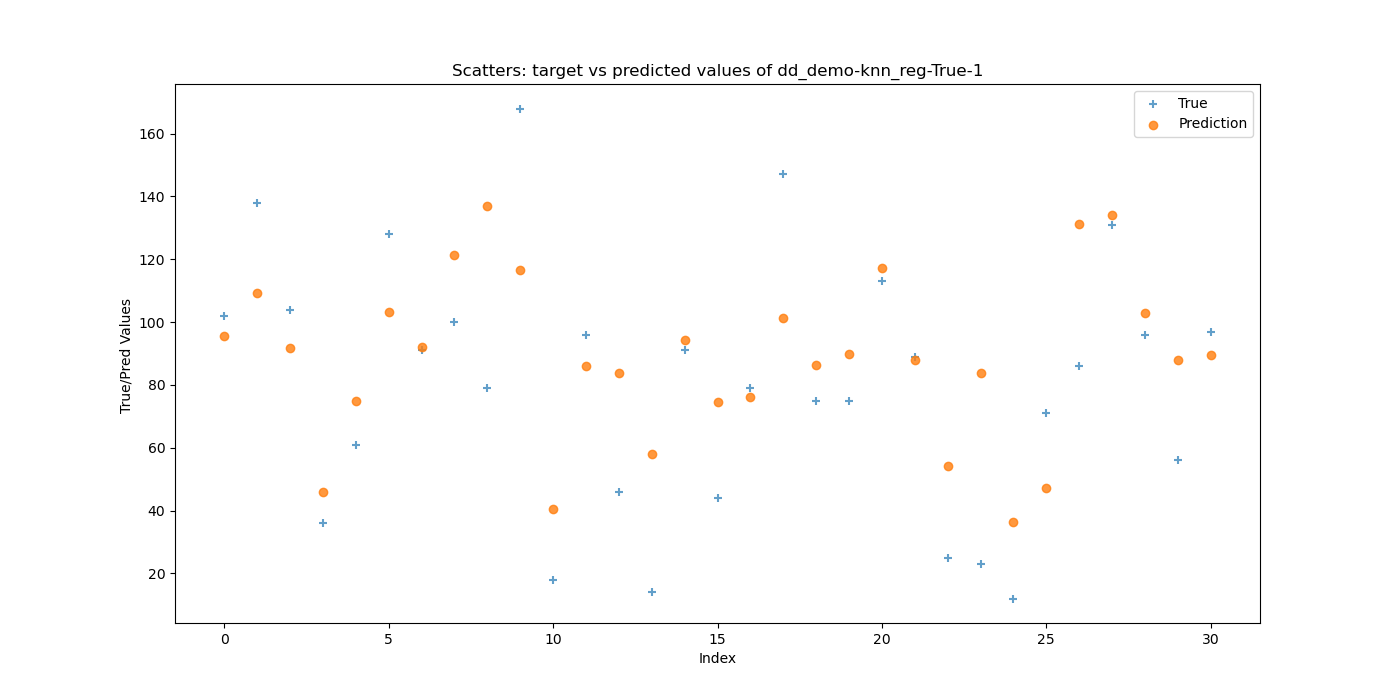 Scatters: target vs predicted values of dd_demo-knn_reg-True-1
True
Prediction
160
140
120
100
80
60
40
20
True/Pred Values
0 5 10 15 20 25 30
Index